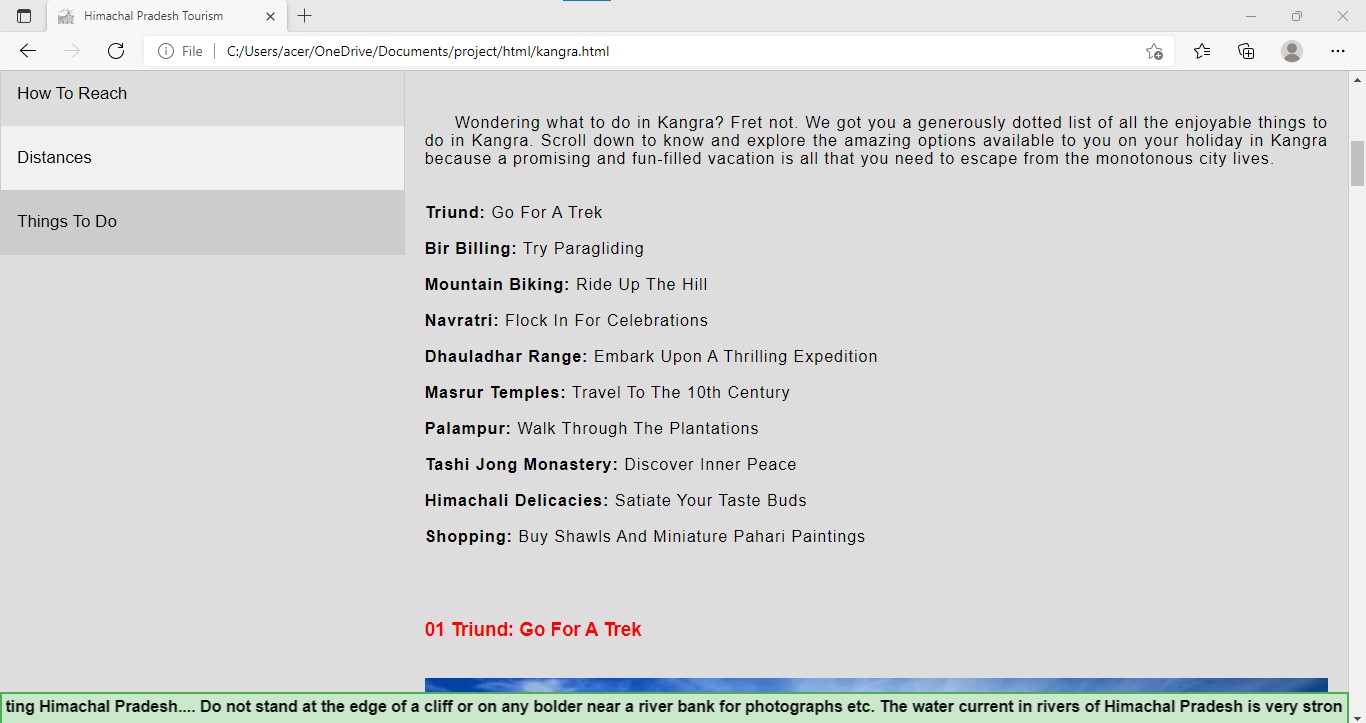 Himachal Pradesh Tourism
File
C:/Users/acer/OneDrive/Documents/project/html/kangra.html
How To Reach
Distances
Things To Do
Wondering what to do in Kangra? Fret not. We got you a generously dotted list of all the enjoyable things to
do in Kangra. Scroll down to know and explore the amazing options available to you on your holiday in Kangra
because a promising and fun-filled vacation is all that you need to escape from the monotonous city lives.
Triund: Go For A Trek
Bir Billing: Try Paragliding
Mountain Biking: Ride Up The Hill
Navratri: Flock In For Celebrations
Dhauladhar Range: Embark Upon A Thrilling Expedition
Masrur Temples: Travel To The 10th Century
Palampur: Walk Through The Plantations
Tashi Jong Monastery: Discover Inner Peace
Himachali Delicacies: Satiate Your Taste Buds
Shopping: Buy Shawls And Miniature Pahari Paintings
01 Triund: Go For A Trek
ting Himachal Pradesh.... Do not stand at the edge of a cliff or on any bolder near a river bank for photographs etc. The water current in rivers of Himachal Pradesh is very stron